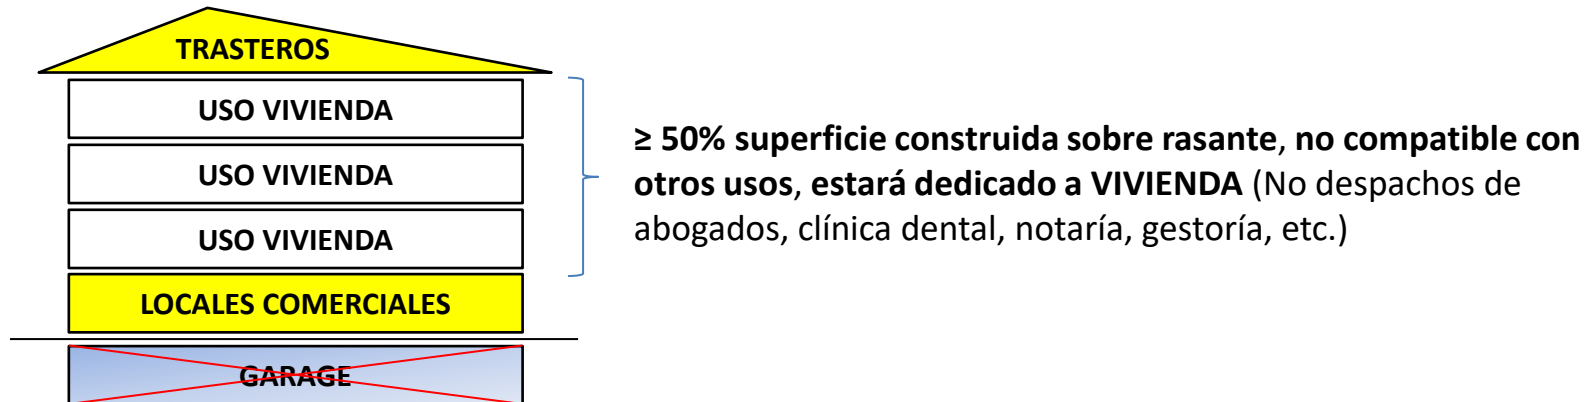 TRASTEROS
USO VIVIENDA
USO VIVIENDA
USO VIVIENDA
LOCALES COMERCIALES
GARAGE
≥ 50% superficie construida sobre rasante, no compatible con
otros usos, estará dedicado a VIVIENDA (No despachos de
abogados, clínica dental, notaría, gestoría, etc.)